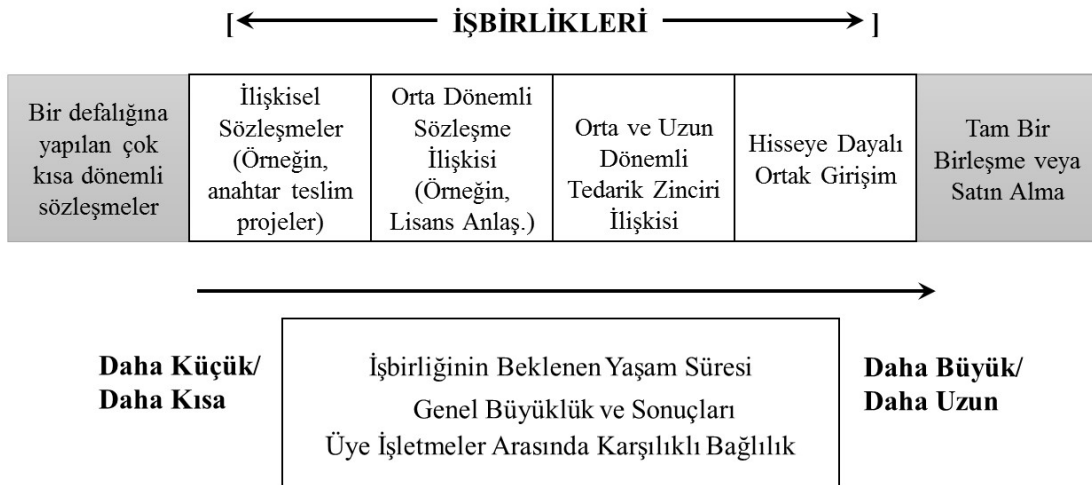 [ İŞBİRLİKLERİ ]
Bir defalığına
yapılan çok
kısa dönemli
sözleşmeler
İlişkisel
Sözleşmeler
(Örneğin,
anahtar teslim
projeler)
Orta Dönemli
Sözleşme
İlişkisi
(Örneğin,
Lisans Anlaş.)
Orta ve Uzun
Dönemli
Tedarik Zinciri
İlişkisi
Hisseye Dayalı
Ortak Girişim
Tam Bir
Birleşme veya
Satın Alma
Daha Küçük/
Daha Kısa
İşbirliğinin Beklenen Yaşam Süresi
Genel Büyüklük ve Sonuçları
Üye İşletmeler Arasında Karşılıklı Bağlılık
Daha Büyük/
Daha Uzun